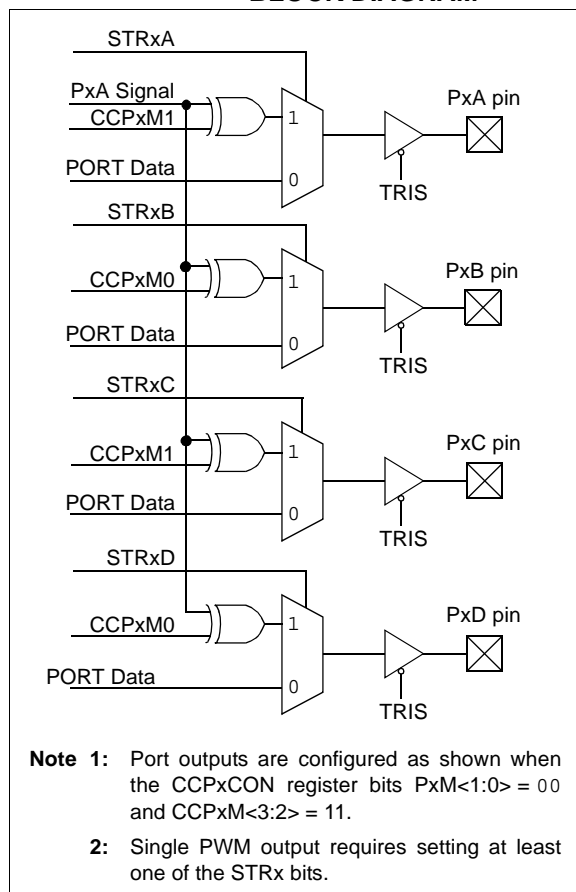 BLOCK DIAGRAM
STRxA
PxA Signal
CCPxM1
1
PxA pin
PORT Data
0
TRIS
STRxB
CCPxM0
1
PxB pin
PORT Data
0
TRIS
STRxC
CCPxM1
1
PxC pin
PORT Data
0
TRIS
STRxD
CCPxM0
1
PxD pin
PORT Data
0
TRIS
Note 1: Port outputs are configured as shown when
the CCPxCON register bits PxM<1:0> = 00
and CCPxM<3:2> = 11.
2: Single PWM output requires setting at least
one of the STRx bits.